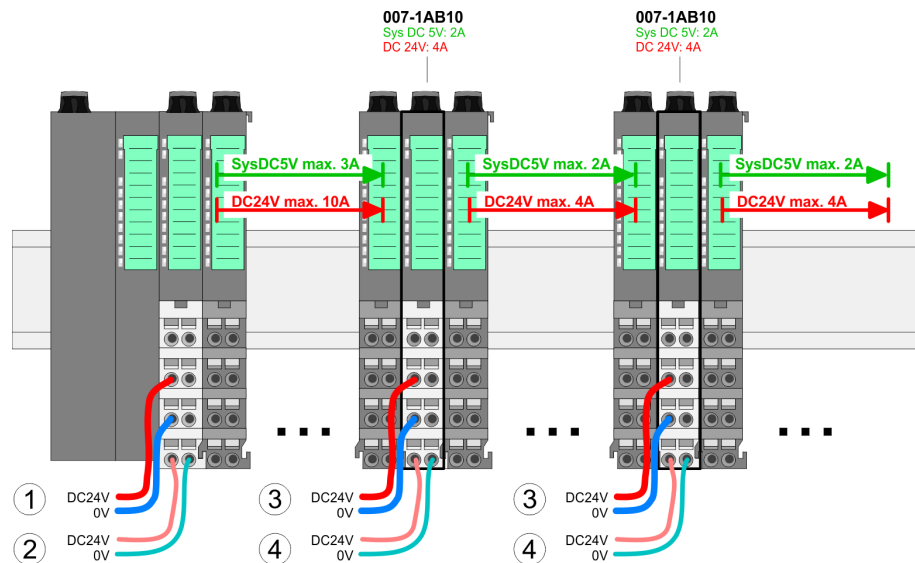 007-1AB10
Sys DC 5V: 2A
DC 24V: 4A
007-1AB10
Sys DC 5V: 2A
DC 24V: 4A
SysDC5V max. 3A
SysDC5V max. 2A
SysDC5V max. 2A
DC24V max. 10A
DC24V max. 4A
DC24V max. 4A
1
DC24V
0V
3
DC24V
0V
3
DC24V
0V
2
DC24V
0V
4
DC24V
0V
4
DC24V
0V